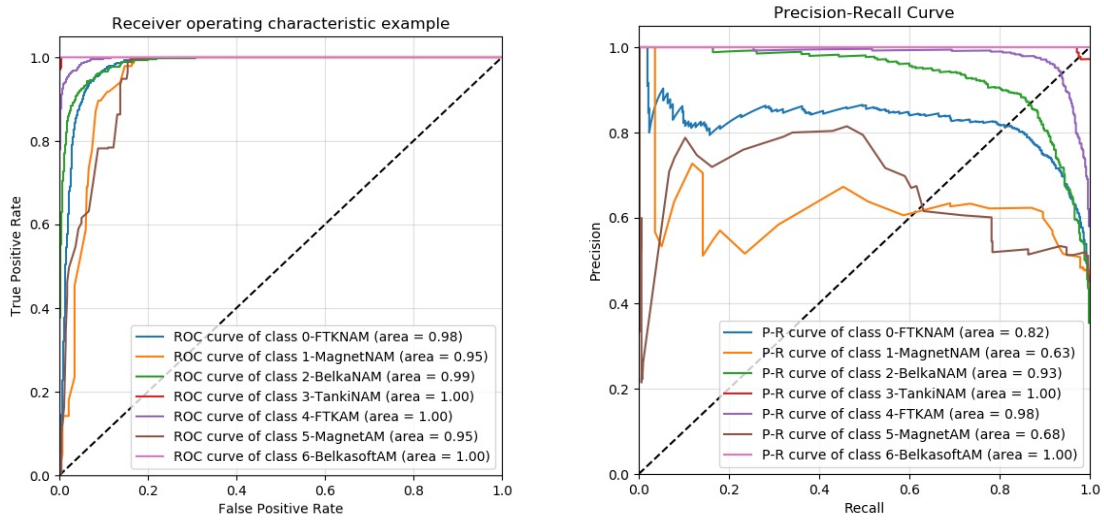 Receiver operating characteristic example
1.0
0.8
0.6
0.4
0.2
0.0
True Positive Rate
ROC curve of class 0-FTKNAM (area = 0.98)
ROC curve of class 1-MagnetNAM (area = 0.95)
ROC curve of class 2-BelkaNAM (area = 0.99)
ROC curve of class 3-TankiNAM (area = 1.00)
ROC curve of class 4-FTKAM (area = 1.00)
ROC curve of class 5-MagnetAM (area = 0.95)
ROC curve of class 6-BelkasoftAM (area = 1.00)
0.0 0.2 0.4 0.6 0.8 1.0
False Positive Rate
Precision-Recall Curve
1.0
0.8
0.6
0.4
0.2
0.0
Precision
P-R curve of class 0-FTKNAM (area = 0.82)
P-R curve of class 1-MagnetNAM (area = 0.63)
P-R curve of class 2-BelkaNAM (area = 0.93)
P-R curve of class 3-TankiNAM (area = 1.00)
P-R curve of class 4-FTKAM (area = 0.98)
P-R curve of class 5-MagnetAM (area = 0.68)
P-R curve of class 6-BelkasoftAM (area = 1.00)
0.0 0.2 0.4 0.6 0.8 1.0
Recall